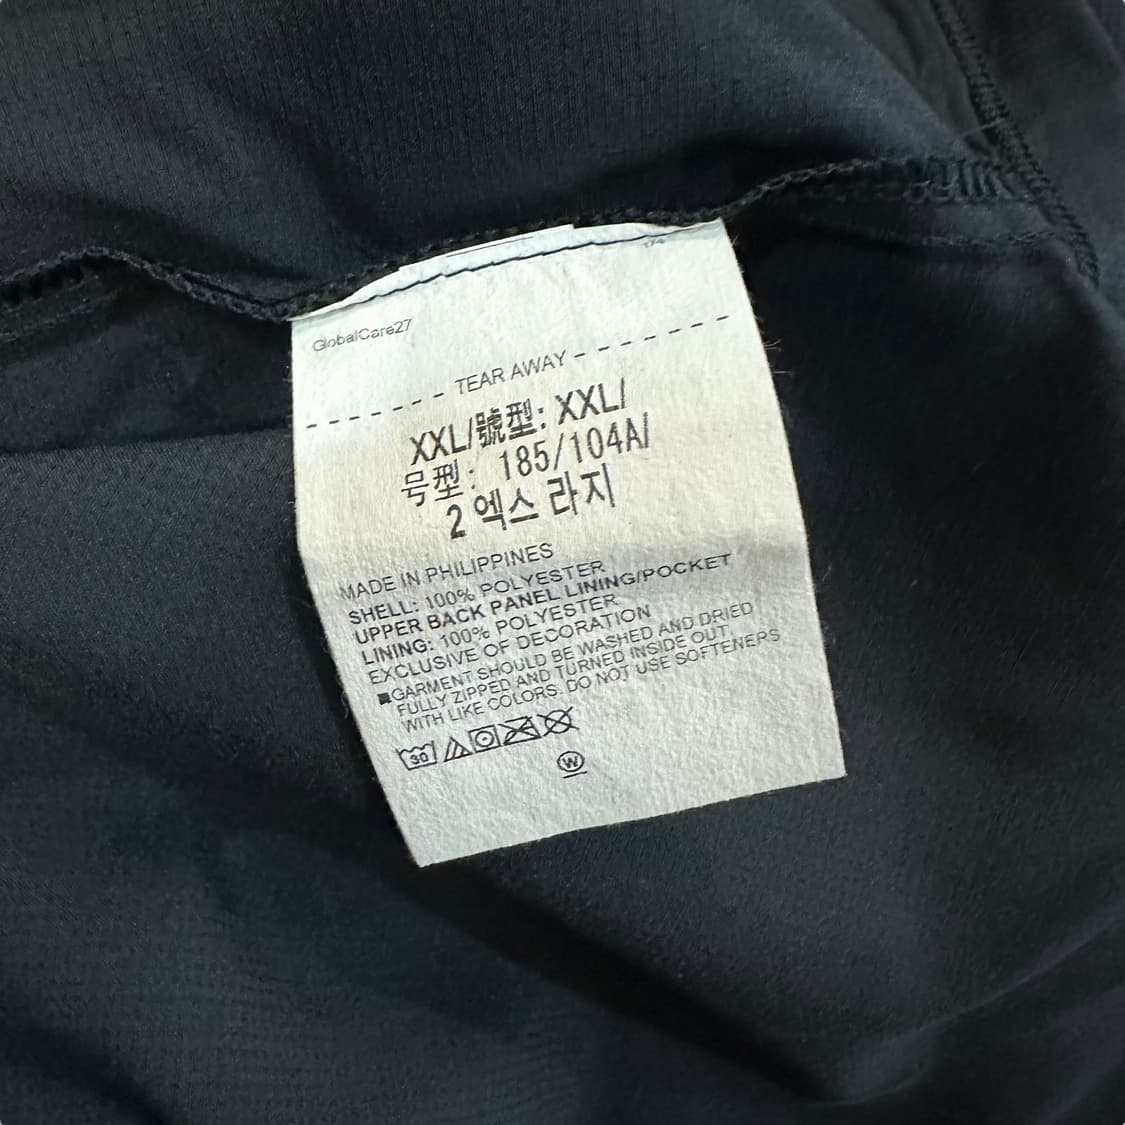 GlobalCare27
TEAR AWAY
XXL/號型: XXL/
号型: 185/104A/
2 엑스 라지
MADE IN PHILIPPINES
SHELL: 100% POLYESTER
UPPER BACK PANEL LINING/POCKET
LINING: 100% POLYESTER
EXCLUSIVE OF DECORATION
■GARMENT SHOULD BE WASHED AND DRIED
FULLY ZIPPED AND TURNED INSIDE OUT,
WITH LIKE COLORS. DO NOT USE SOFTENERS
30
W